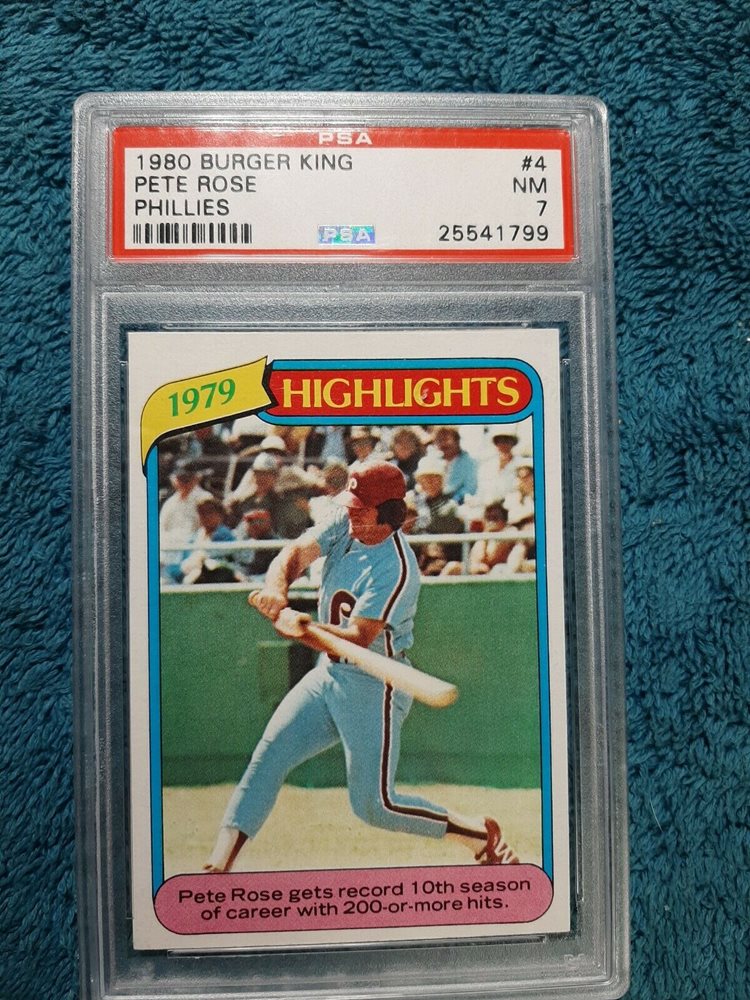 PSA
1980 BURGER KING #4
PETE ROSE NM
PHILLIES 7
PSA 25541799
1979 HIGHLIGHTS
P
P
Pete Rose gets record 10th season
of career with 200-or-more hits.